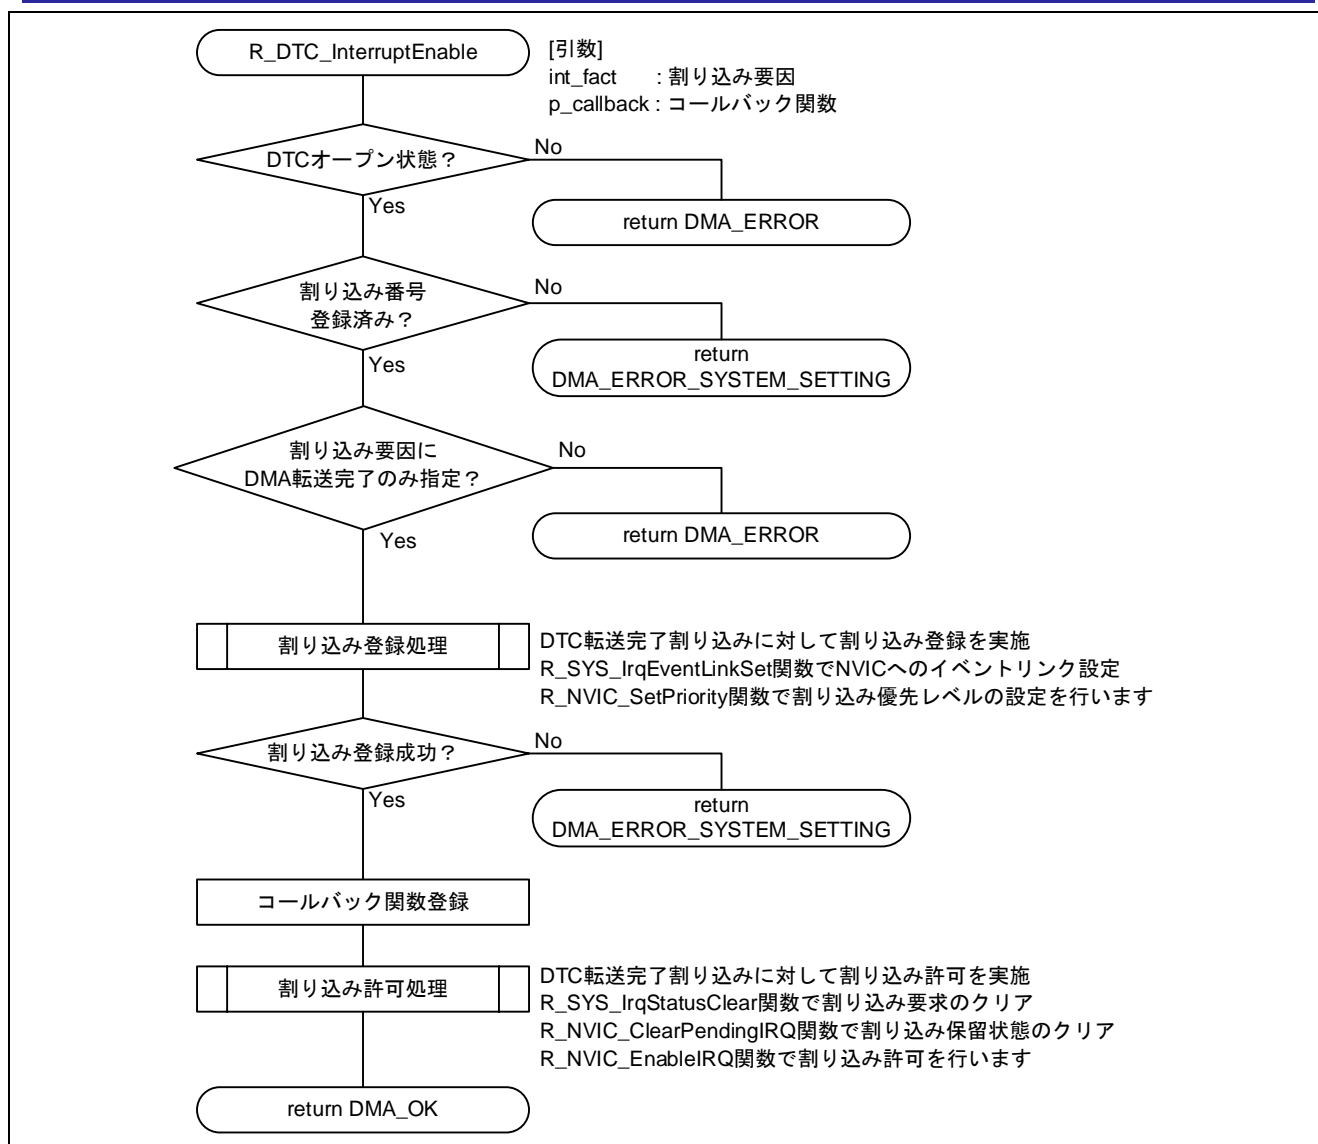 R_DTC_InterruptEnable
[引数]
int_fact : 割り込み要因
p_callback : コールバック関数
DTCオープン状態？
No
Yes
return DMA_ERROR
割り込み番号
登録済み？
No
Yes
return
DMA_ERROR_SYSTEM_SETTING
割り込み要因に
DMA転送完了のみ指定？
No
Yes
return DMA_ERROR
割り込み登録処理
DTC転送完了割り込みに対して割り込み登録を実施
R_SYS_IrqEventLinkSet関数でNVICへのイベントリンク設定
R_NVIC_SetPriority関数で割り込み優先レベルの設定を行います
割り込み登録成功？
No
Yes
return
DMA_ERROR_SYSTEM_SETTING
コールバック関数登録
割り込み許可処理
DTC転送完了割り込みに対して割り込み許可を実施
R_SYS_IrqStatusClear関数で割り込み要求のクリア
R_NVIC_ClearPendingIRQ関数で割り込み保留状態のクリア
R_NVIC_EnableIRQ関数で割り込み許可を行います
return DMA_OK